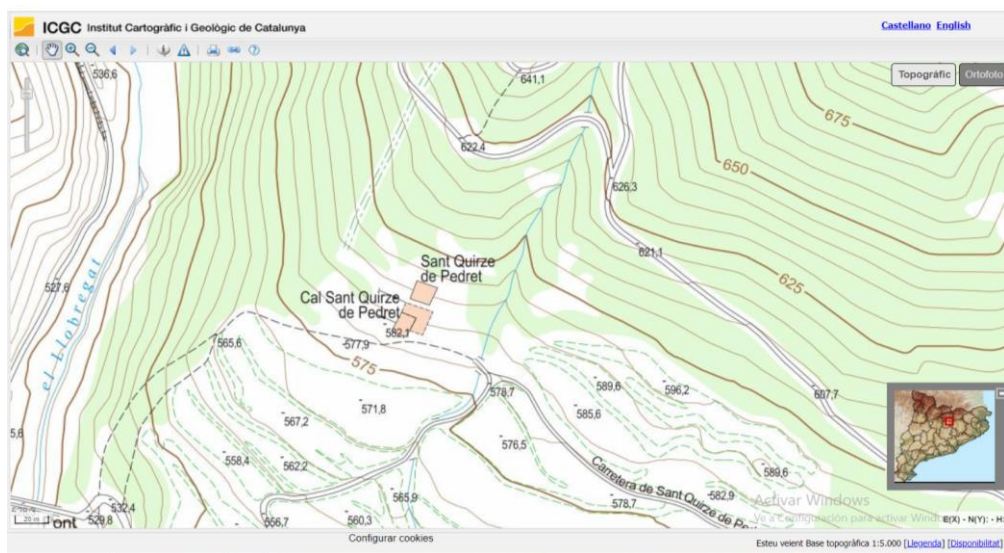 ICGC Institut Cartogràfic i Geològic de Catalunya
Castellano English
Topogràfic Ortofoto
536,6
641,1
622,4
675
650
626,3
621,1
625
Sant Quirze
de Pedret
Cal Sant Quirze
de Pedret
582,1
577,9
575
565,6
527,6
el Llobregat
578,7
589,6
596,2
607,7
585,6
571,8
567,2
576,5
558,4
562,2
589,6
582,9
Carretera de Sant Quirze de Pe
578,7
565,9
560,3
556,7
532,4
529,8
5,6
ont
20 m
Activar Windows
Ve a Configuración para activar Wind
E(X) - N(Y): - H:
Configurar cookies
Esteu veient Base topogràfica 1:5.000 [Llegenda] [Disponibilitat]